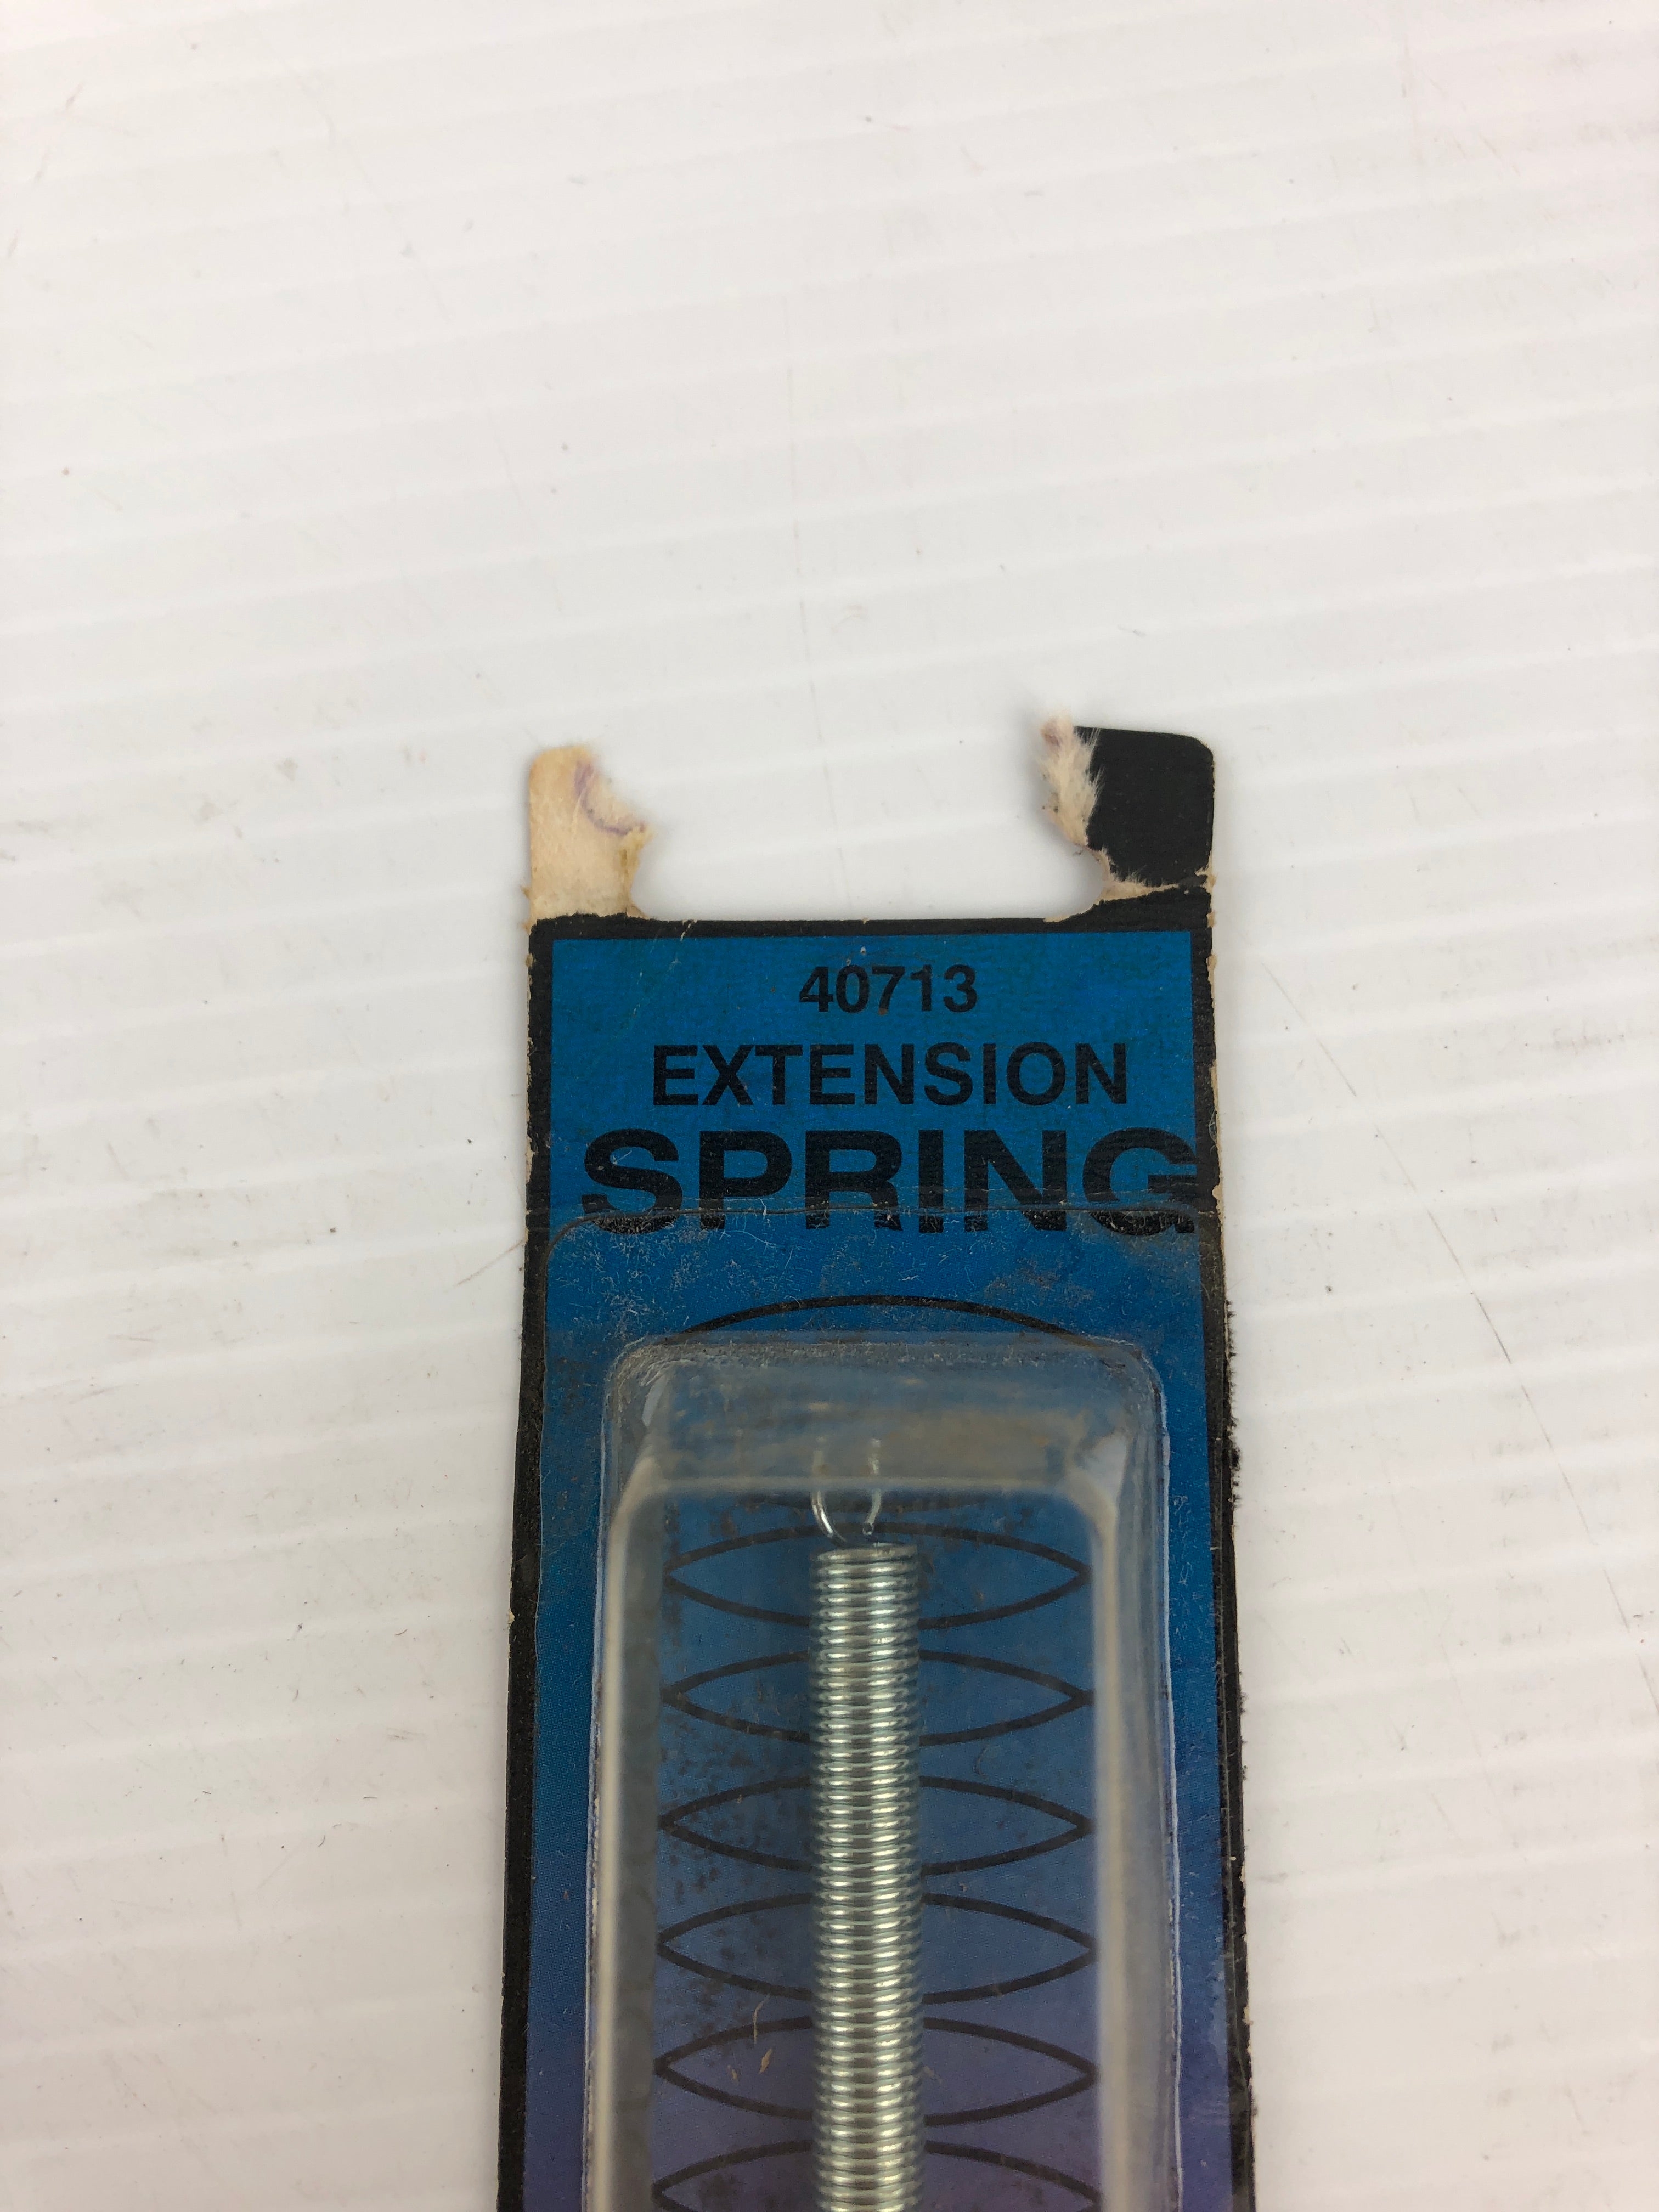 40713
EXTENSION
SPRING